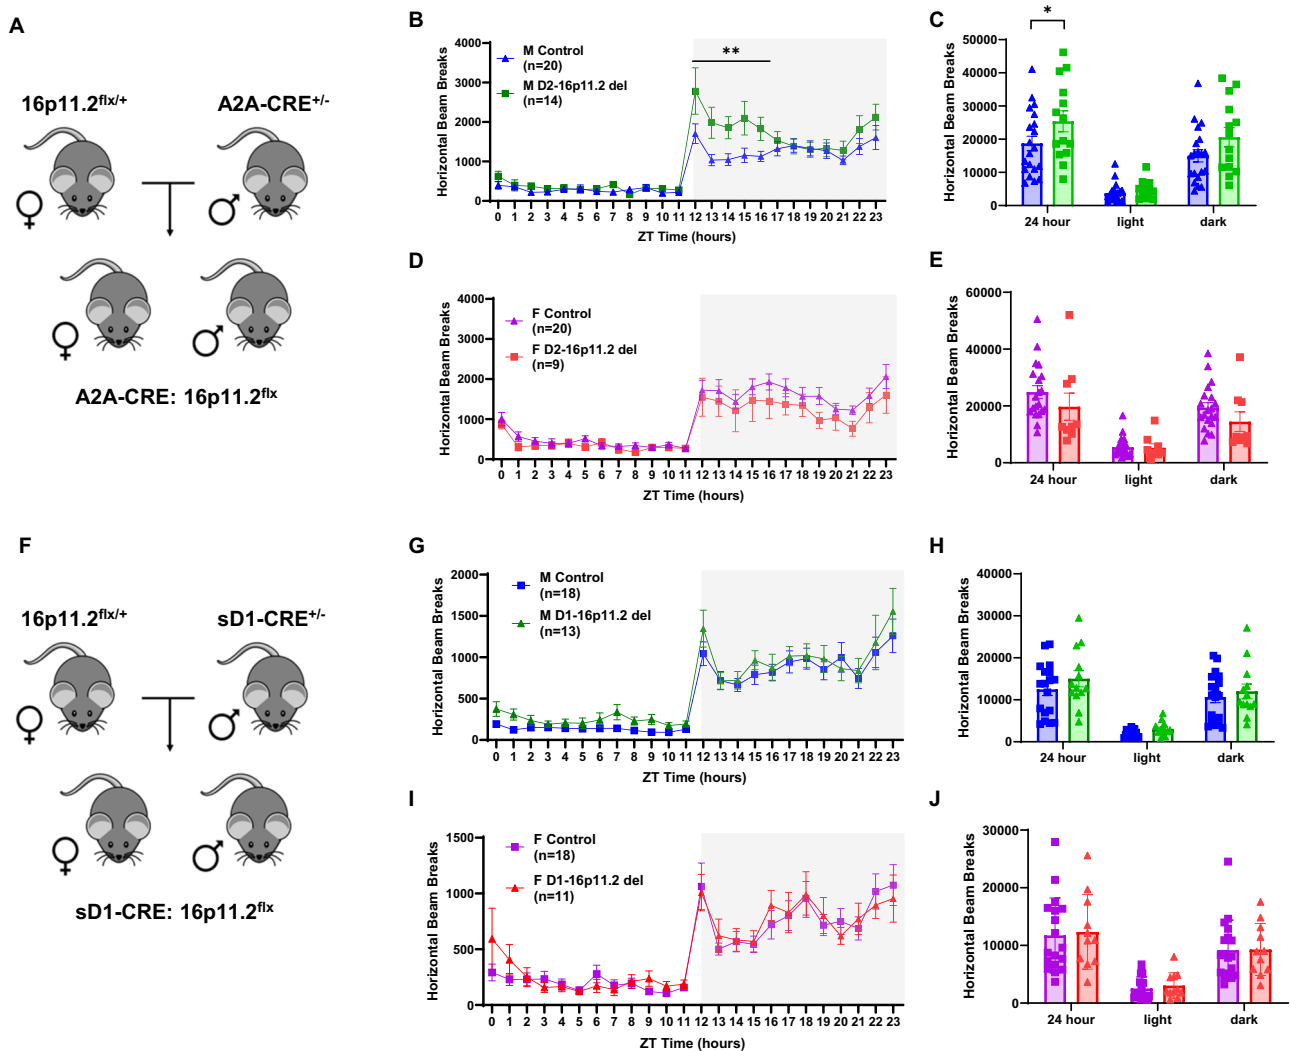 A
16p11.2flx/+
A2A-CRE+/-
♀
♂
♀
♂
A2A-CRE: 16p11.2flx
B
Horizontal Beam Breaks
4000
3000
2000
1000
0
M Control
(n=20)
M D2-16p11.2 del
(n=14)
**
0 1 2 3 4 5 6 7 8 9 10 11 12 13 14 15 16 17 18 19 20 21 22 23
ZT Time (hours)
C
Horizontal Beam Breaks
50000
40000
30000
20000
10000
0
*
24 hour light dark
D
Horizontal Beam Breaks
4000
3000
2000
1000
0
F Control
(n=20)
F D2-16p11.2 del
(n=9)
0 1 2 3 4 5 6 7 8 9 10 11 12 13 14 15 16 17 18 19 20 21 22 23
ZT Time (hours)
E
Horizontal Beam Breaks
60000
40000
20000
0
24 hour light dark
F
16p11.2flx/+
sD1-CRE+/-
♀
♂
♀
♂
sD1-CRE: 16p11.2flx
G
Horizontal Beam Breaks
2000
1500
1000
500
0
M Control
(n=18)
M D1-16p11.2 del
(n=13)
0 1 2 3 4 5 6 7 8 9 10 11 12 13 14 15 16 17 18 19 20 21 22 23
ZT Time (hours)
H
Horizontal Beam Breaks
40000
30000
20000
10000
0
24 hour light dark
I
Horizontal Beam Breaks
1500
1000
500
0
F Control
(n=18)
F D1-16p11.2 del
(n=11)
0 1 2 3 4 5 6 7 8 9 10 11 12 13 14 15 16 17 18 19 20 21 22 23
ZT Time (hours)
J
Horizontal Beam Breaks
30000
20000
10000
0
24 hour light dark